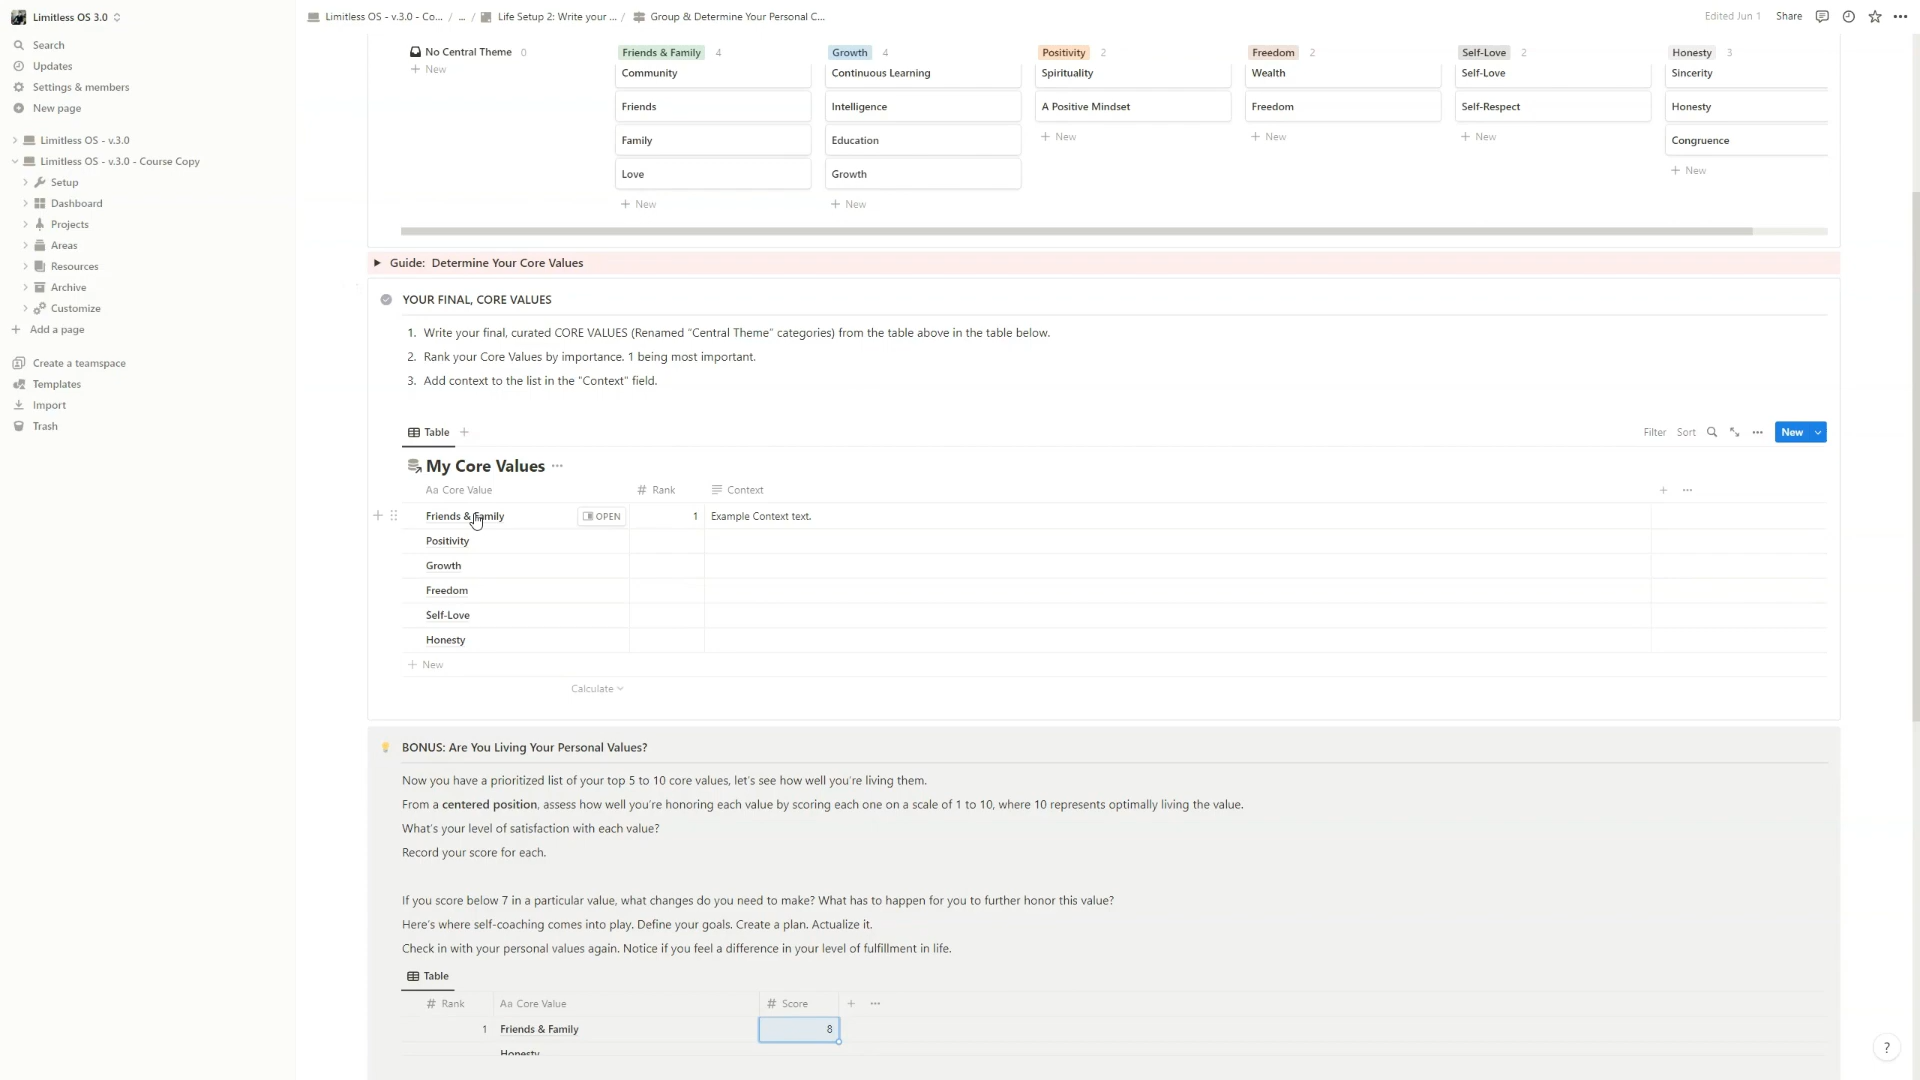 Limitless OS 3.0
Search
Updates
Settings & members
New page
Limitless OS - v.3.0
Limitless OS - v.3.0 - Course Copy
Setup
Dashboard
Projects
Areas
Resources
Archive
Customize
Add a page
Create a teamspace
Templates
Import
Trash
Limitless OS - v.3.0 - Co... / ... / Life Setup 2: Write your ... / Group & Determine Your Personal C...
Edited Jun 1 Share
No Central Theme 0 Friends & Family 4 Growth 4 Positivity 2 Freedom 2 Self-Love 2 Honesty 3
+ New Community Continuous Learning Spirituality Wealth Self-Love Sincerity
Friends Intelligence A Positive Mindset Freedom Self-Respect Honesty
Family Education + New + New + New Congruence
Love Growth + New
+ New + New
Guide: Determine Your Core Values
YOUR FINAL, CORE VALUES
1. Write your final, curated CORE VALUES (Renamed "Central Theme" categories) from the table above in the table below.
2. Rank your Core Values by importance. 1 being most important.
3. Add context to the list in the "Context" field.
Table + Filter Sort ... New
My Core Values ...
Aa Core Value # Rank Context + ...
Friends & Family OPEN 1 Example Context text.
Positivity
Growth
Freedom
Self-Love
Honesty
+ New
Calculate
BONUS: Are You Living Your Personal Values?
Now you have a prioritized list of your top 5 to 10 core values, let's see how well you're living them.
From a centered position, assess how well you're honoring each value by scoring each one on a scale of 1 to 10, where 10 represents optimally living the value.
What's your level of satisfaction with each value?
Record your score for each.
If you score below 7 in a particular value, what changes do you need to make? What has to happen for you to further honor this value?
Here's where self-coaching comes into play. Define your goals. Create a plan. Actualize it.
Check in with your personal values again. Notice if you feel a difference in your level of fulfillment in life.
Table
# Rank Aa Core Value # Score + ...
1 Friends & Family 8
Honesty
?